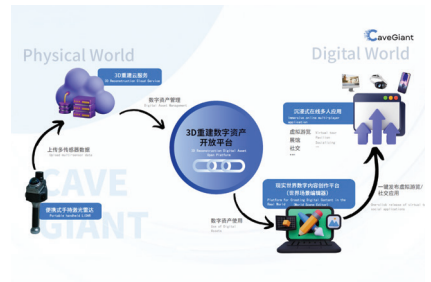 CaveGiant
Physical World
Digital World
3D重建云服务
3D Reconstruction Cloud Service
数字资产管理
Digital Asset Management
沉浸式在线多人应用
虚拟游览
赛瑞
社交
•••
3D重建数字资产
开放平台
3D Reconstruction Digital Asset
Open Platform
上传多传感器数据
CAVE
GIANT
便携式手持激光雷达
Portable Handheld LiDAR
现实世界数字内容创作平台
(世界场景编辑器)
Platform for Creating Digital Content in the
Real World
数字资产使用
Use of Digital
Assets
一键发布虚拟游览/
社交应用